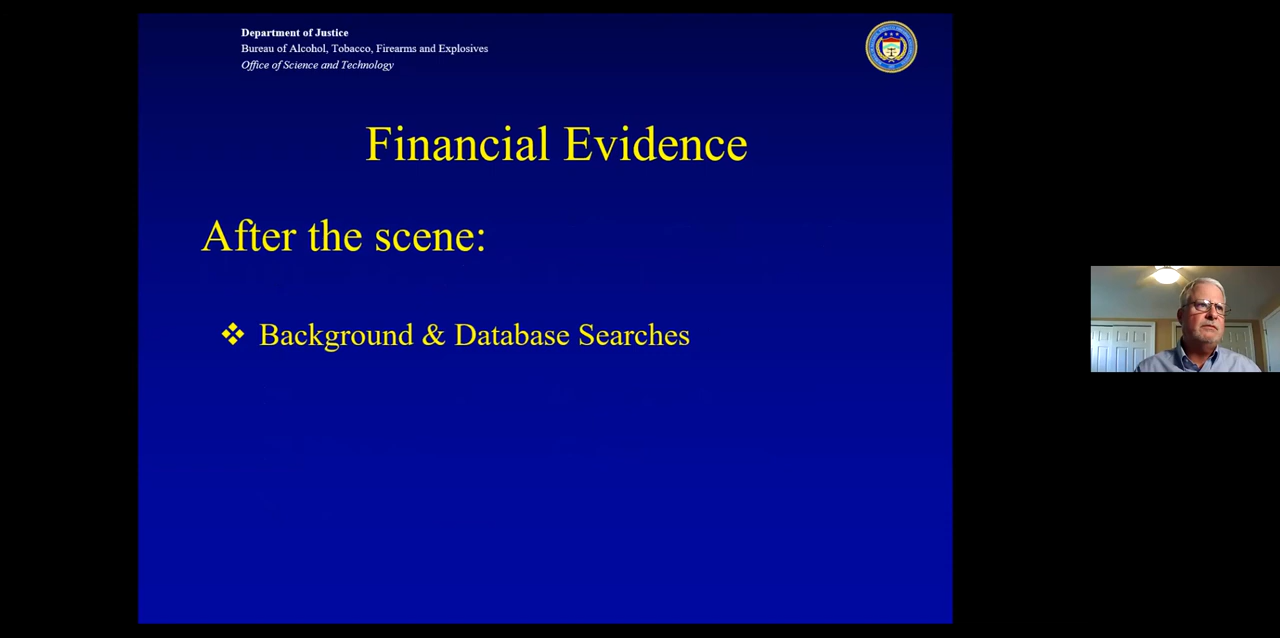 Department of Justice
Bureau of Alcohol, Tobacco, Firearms and Explosives
Office of Science and Technology
Financial Evidence
After the scene:
❖ Background & Database Searches